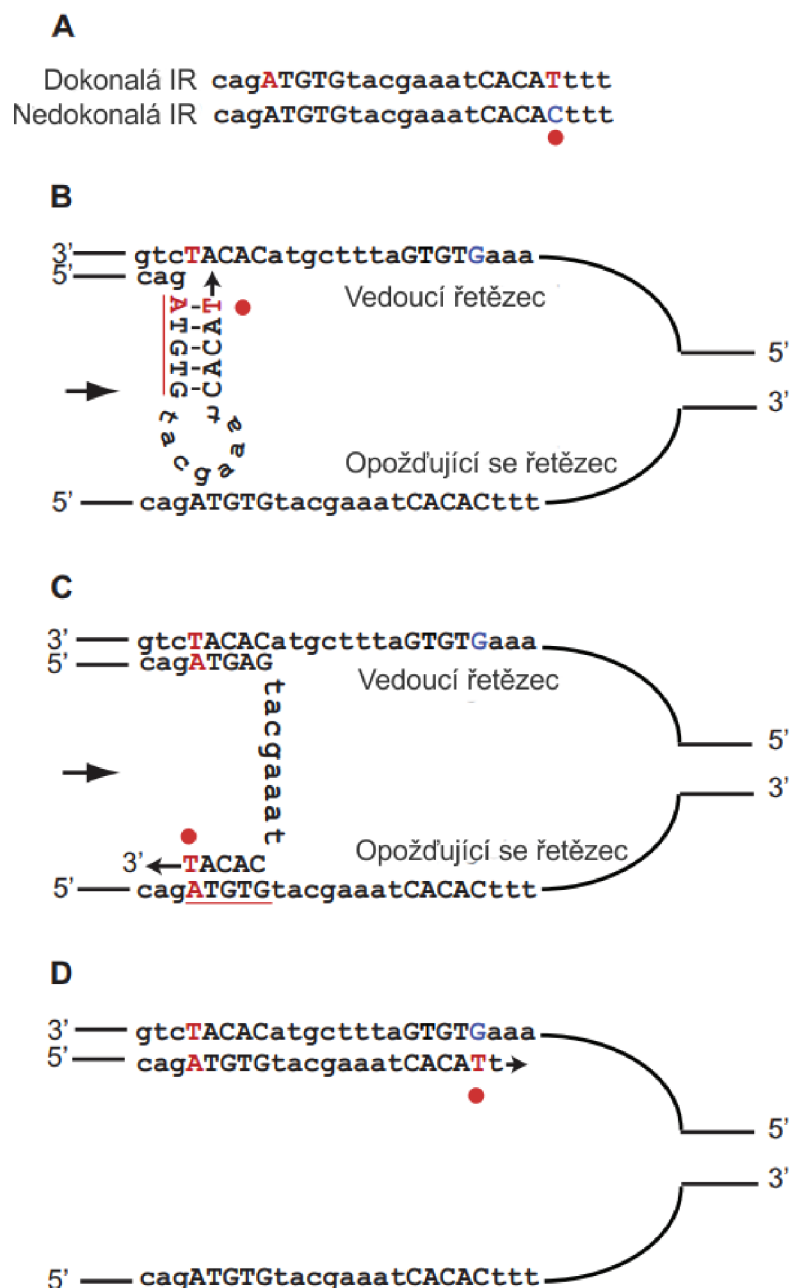 A
Dokonalá IR cagATGTGtacgaaatCACATttt
Nedokonalá IR cagATGTGtacgaaatCACACttt
B
3’ gtcTACACatgctttaGTGTGaaa
5’ cag
Vedoucí řetězec
A-T
T-A
G-C
T-A
G-C
tacgaaat
5’
3’
Opožďující se řetězec
5’ cagATGTGtacgaaatCACACttt
C
3’ gtcTACACatgctttaGTGTGaaa
5’ cagATGAG
Vedoucí řetězec
tacgaaat
5’
3’
Opožďující se řetězec
3’ TACAC
5’ cagATGTGtacgaaatCACACttt
D
3’ gtcTACACatgctttaGTGTGaaa
5’ cagATGTGtacgaaatCACATt
5’
3’
5’ cagATGTGtacgaaatCACACttt